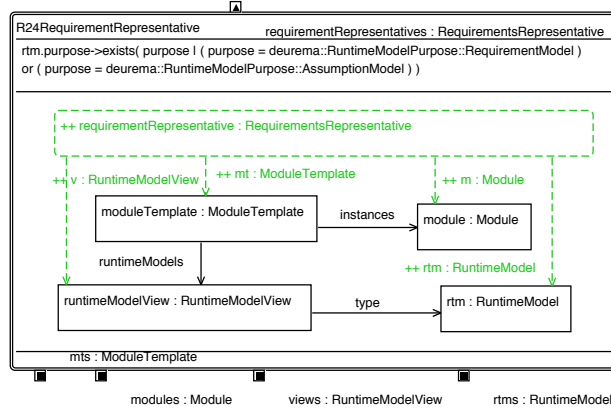 R24RequirementRepresentative
requirementRepresentatives : RequirementsRepresentative
rtm.purpose->exists( purpose | ( purpose = deurema::RuntimeModelPurpose::RequirementModel )
or ( purpose = deurema::RuntimeModelPurpose::AssumptionModel ) )
++ requirementRepresentative : RequirementsRepresentative
++ v : RuntimeModelView
++ mt : ModuleTemplate
++ m : Module
moduleTemplate : ModuleTemplate
instances
module : Module
runtimeModels
++ rtm : RuntimeModel
runtimeModelView : RuntimeModelView
type
rtm : RuntimeModel
mts : ModuleTemplate
modules : Module
views : RuntimeModelView
rtms : RuntimeModel